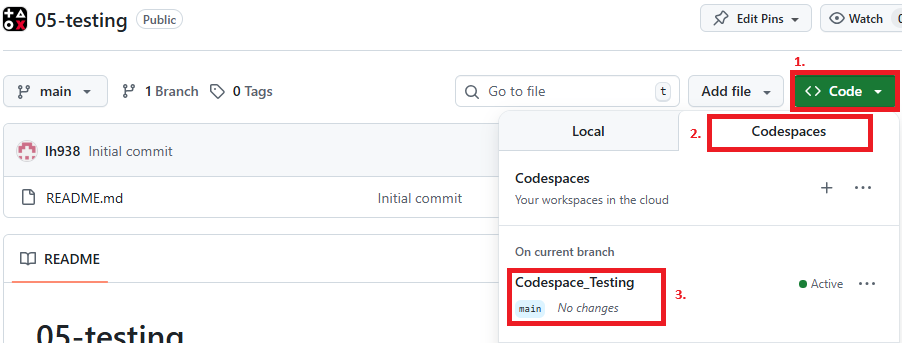 05-testing Public
Edit Pins
Watch
1.
main
1 Branch
0 Tags
Go to file
t
Add file
<> Code
2.
Local
Codespaces
lh938 Initial commit
Codespaces
Your workspaces in the cloud
README.md
Initial commit
On current branch
README
Codespace_Testing
3.
Active
main
No changes
05-testing